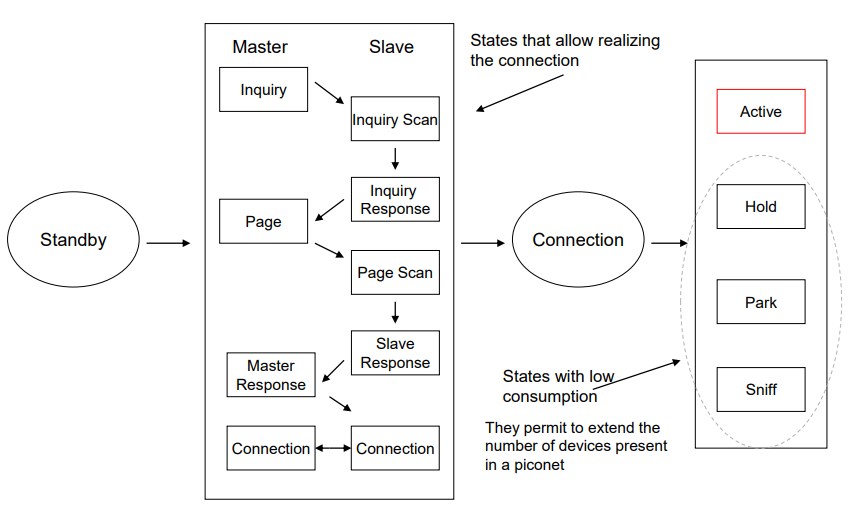 Standby
Master
Slave
Inquiry
Inquiry Scan
Inquiry
Response
Page
Page Scan
Slave
Response
Master
Response
Connection
Connection
States that allow realizing
the connection
Connection
States with low
consumption
They permit to extend the
number of devices present
in a piconet
Active
Hold
Park
Sniff